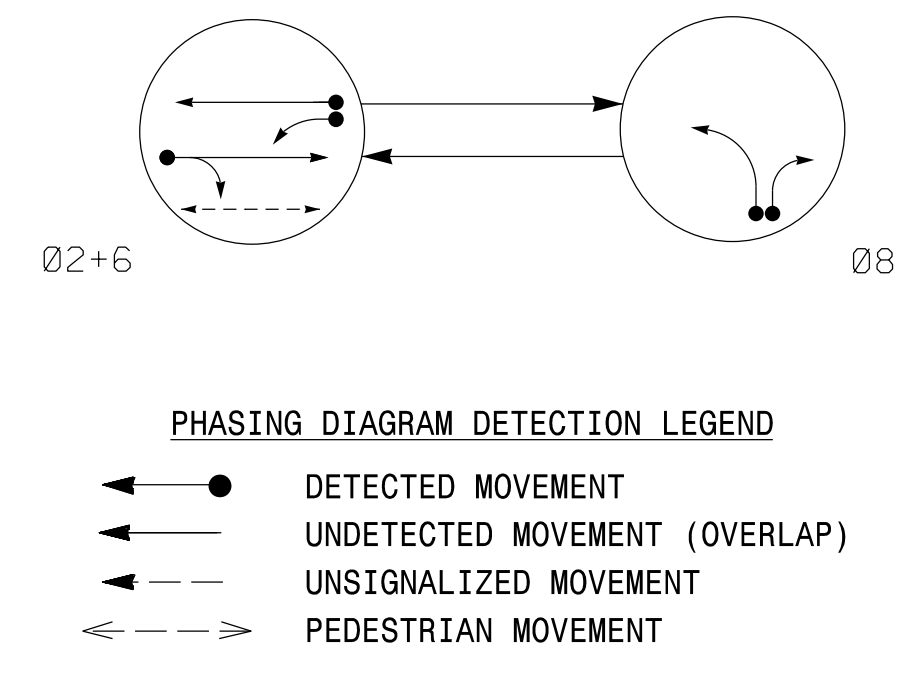 Ø2+6
Ø8
PHASING DIAGRAM DETECTION LEGEND
DETECTED MOVEMENT
UNDETECTED MOVEMENT (OVERLAP)
UNSIGNALIZED MOVEMENT
PEDESTRIAN MOVEMENT